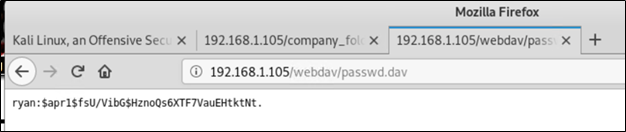 Mozilla Firefox
Kali Linux, an Offensive Secu
192.168.1.105/company_fol
192.168.1.105/webdav/pass
192.168.1.105/webdav/passwd.dav
ryan:$apr1$fsU/VibG$HznoQs6XTF7VauEHtktNt.